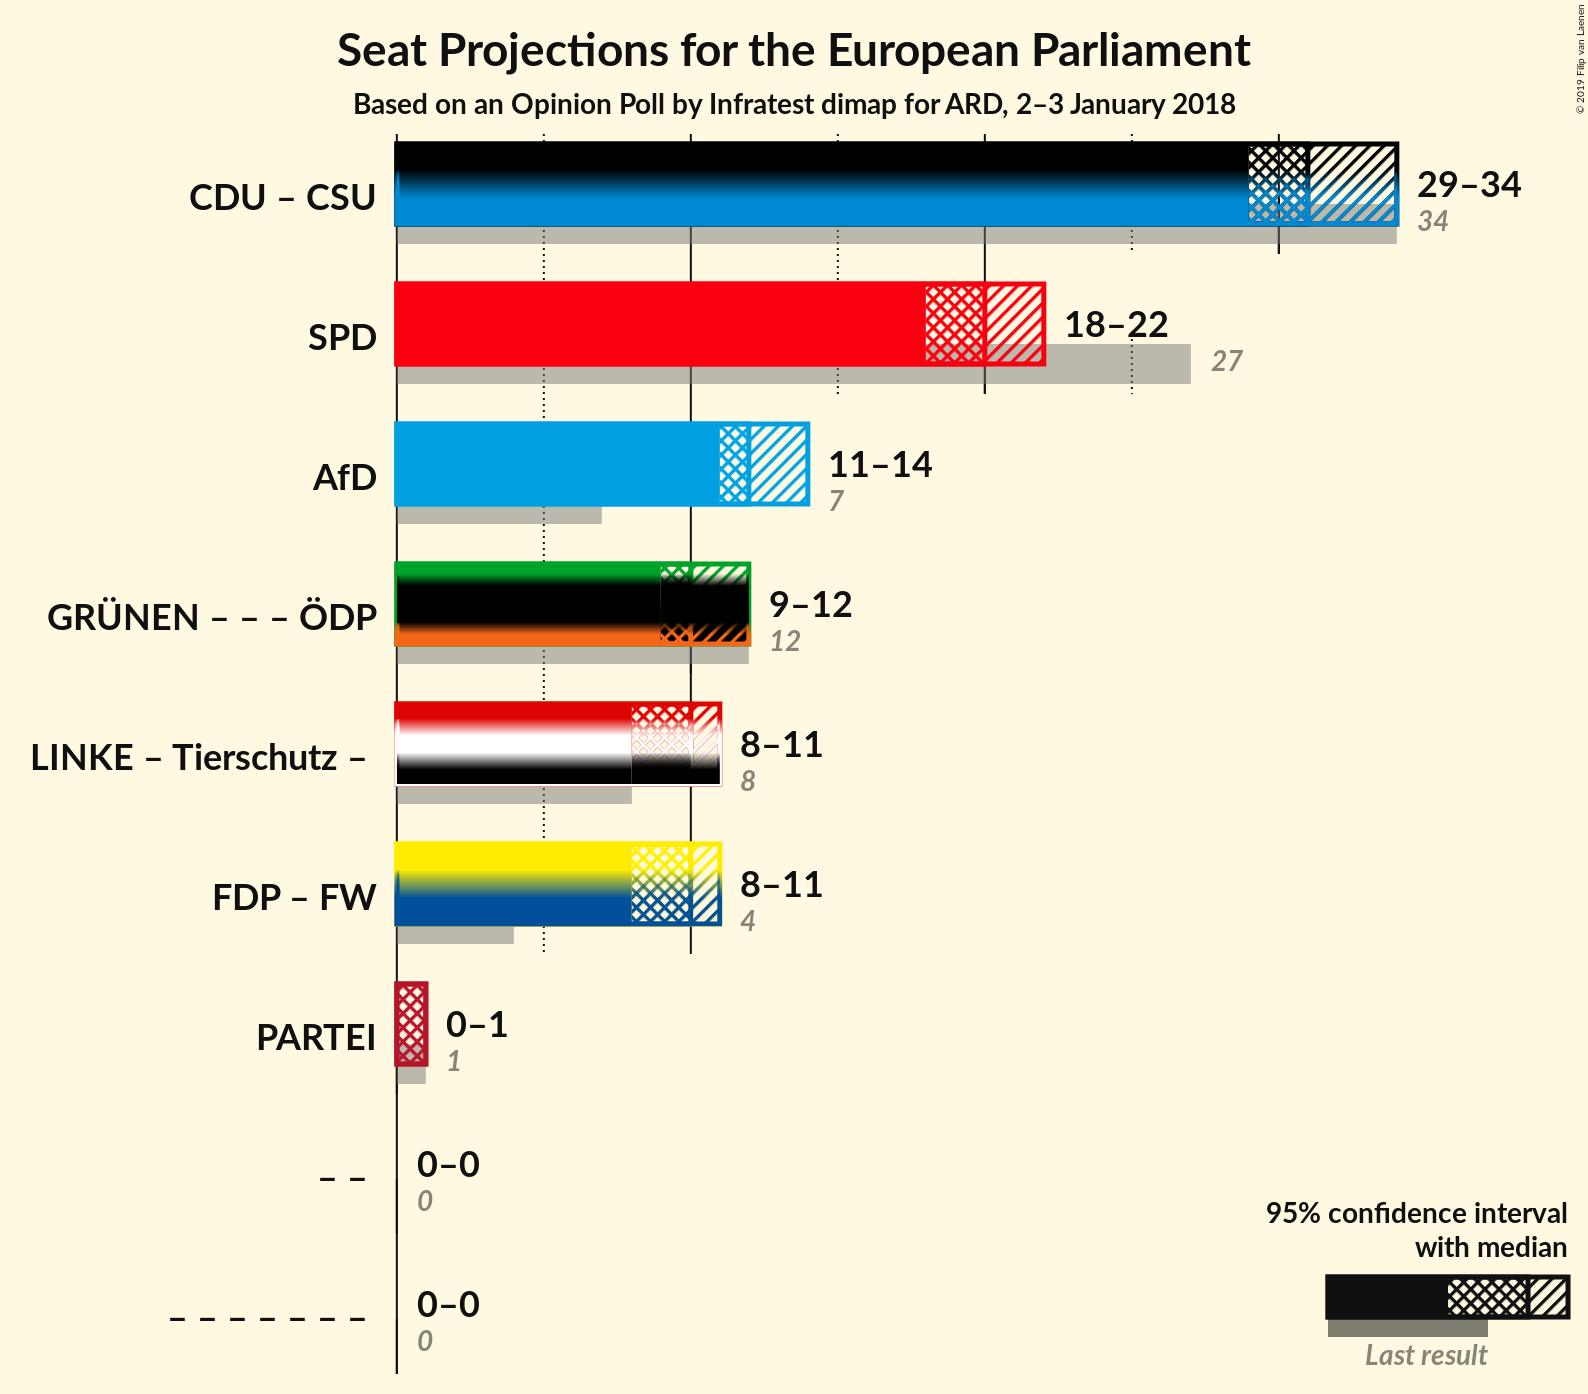 Seat Projections for the European Parliament
Based on an Opinion Poll by Infratest dimap for ARD, 2–3 January 2018
© 2019 Filip van Laenen
CDU – CSU
29–34
34
SPD
18–22
27
AfD
11–14
7
GRÜNEN – – – ÖDP
9–12
12
LINKE – Tierschutz –
8–11
8
FDP – FW
8–11
4
PARTEI
0–1
1
– –
0–0
0
– – – – – – –
0–0
0
95% confidence interval
with median
Last result